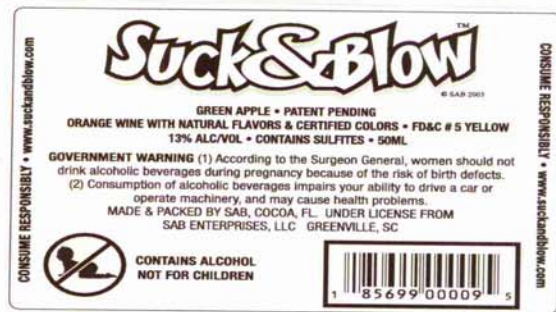 Suck&Blow™
© SAB 2003
GREEN APPLE • PATENT PENDING
ORANGE WINE WITH NATURAL FLAVORS & CERTIFIED COLORS • FD&C # 5 YELLOW
13% ALC/VOL • CONTAINS SULFITES • 50ML
GOVERNMENT WARNING (1) According to the Surgeon General, women should not
drink alcoholic beverages during pregnancy because of the risk of birth defects.
(2) Consumption of alcoholic beverages impairs your ability to drive a car or
operate machinery, and may cause health problems.
MADE & PACKED BY SAB, COCOA, FL. UNDER LICENSE FROM
SAB ENTERPRISES, LLC GREENVILLE, SC
CONTAINS ALCOHOL
NOT FOR CHILDREN
1 85699 00009 5
CONSUME RESPONSIBLY • www.suckandblow.com
CONSUME RESPONSIBLY • www.suckandblow.com